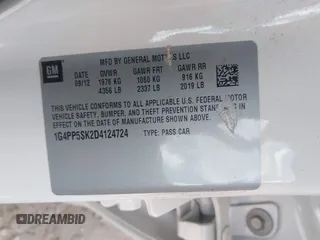 GM
MFD BY GENERAL MOTORS LLC
DATE GVWR GAWR FRT GAWR RR
08/12 1976 KG 1060 KG 916 KG
4356 LB 2337 LB 2019 LB
THIS VEHICLE CONFORMS TO ALL APPLICABLE U.S. FEDERAL MOTOR
VEHICLE SAFETY, BUMPER, AND THEFT PREVENTION STANDARDS IN
EFFECT ON THE DATE OF MANUFACTURE SHOWN ABOVE.
1G4PP5SK2D4124724 TYPE: PASS CAR
DREAMBID